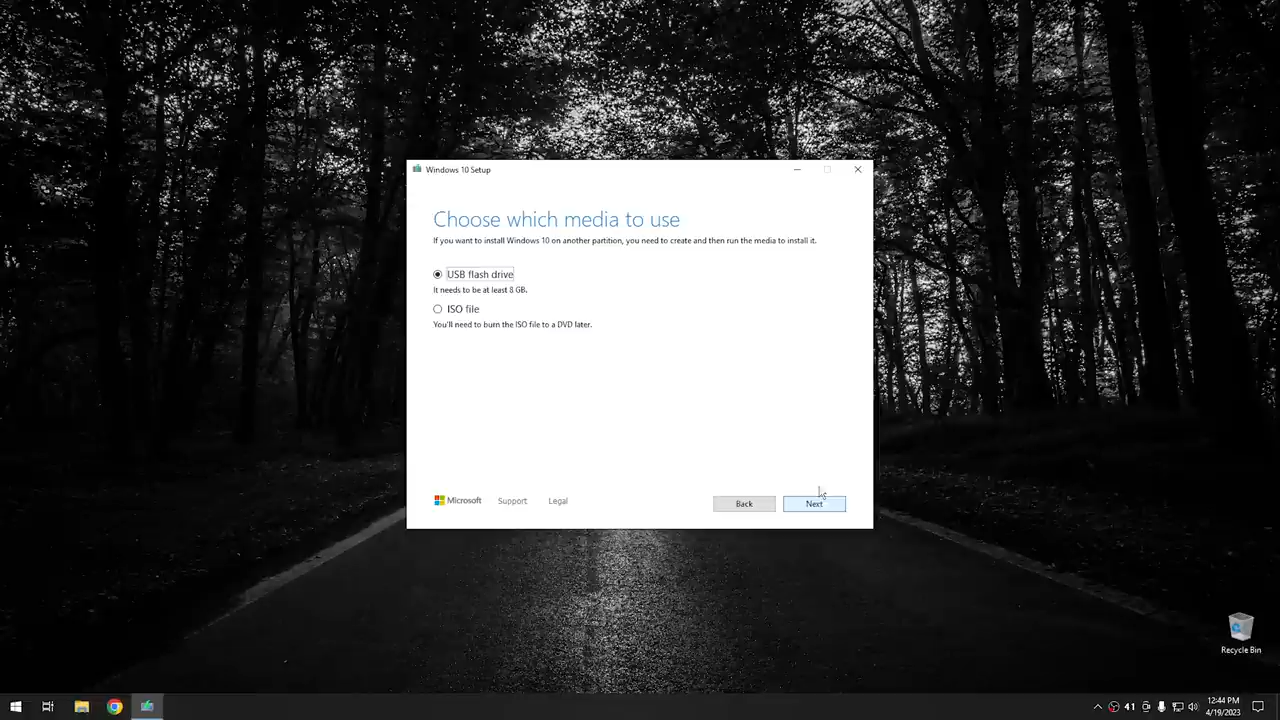 Windows 10 Setup
Choose which media to use
If you want to install Windows 10 on another partition, you need to create and then run the media to install it.
USB flash drive
It needs to be at least 8 GB.
ISO file
You'll need to burn the ISO file to a DVD later.
Microsoft Support Legal Back Next
Recycle Bin
41
12:44 PM
4/19/2023